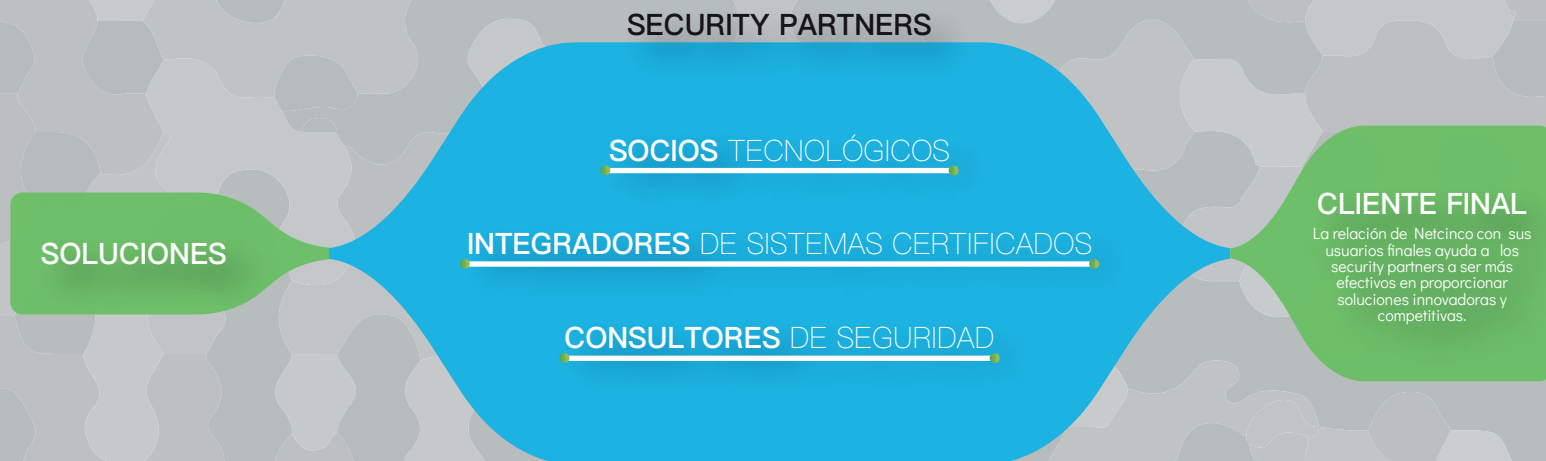 SECURITY PARTNERS
SOCIOS TECNOLÓGICOS
INTEGRADORES DE SISTEMAS CERTIFICADOS
CONSULTORES DE SEGURIDAD
SOLUCIONES
CLIENTE FINAL
La relación de Netcinco con sus
usuarios finales ayuda a los
security partners a ser más
efectivos en proporcionar
soluciones innovadoras y
competitivas.